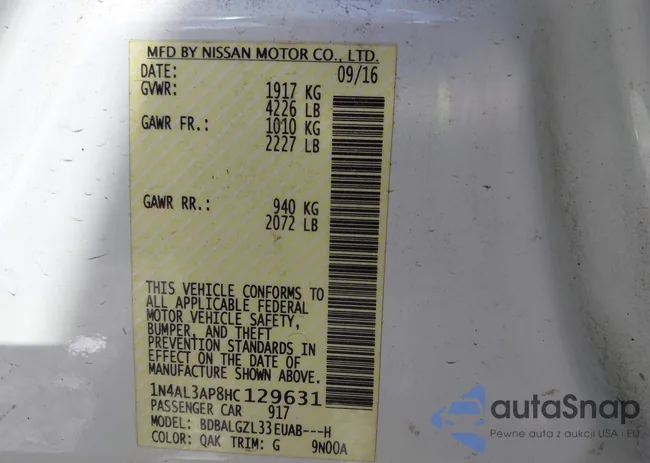 MFD BY NISSAN MOTOR CO., LTD.
DATE: 09/16
GVWR: 1917 KG
4226 LB
GAWR FR.: 1010 KG
2227 LB
GAWR RR.: 940 KG
2072 LB
THIS VEHICLE CONFORMS TO
ALL APPLICABLE FEDERAL
MOTOR VEHICLE SAFETY,
BUMPER, AND THEFT
PREVENTION STANDARDS IN
EFFECT ON THE DATE OF
MANUFACTURE SHOWN ABOVE.
1N4AL3AP8HC129631
PASSENGER CAR 917
MODEL: BDBALGZL33EUAB---H
COLOR: QAK TRIM: G 9N00A
autoSnap
Pewne auta z aukcji USA · EU